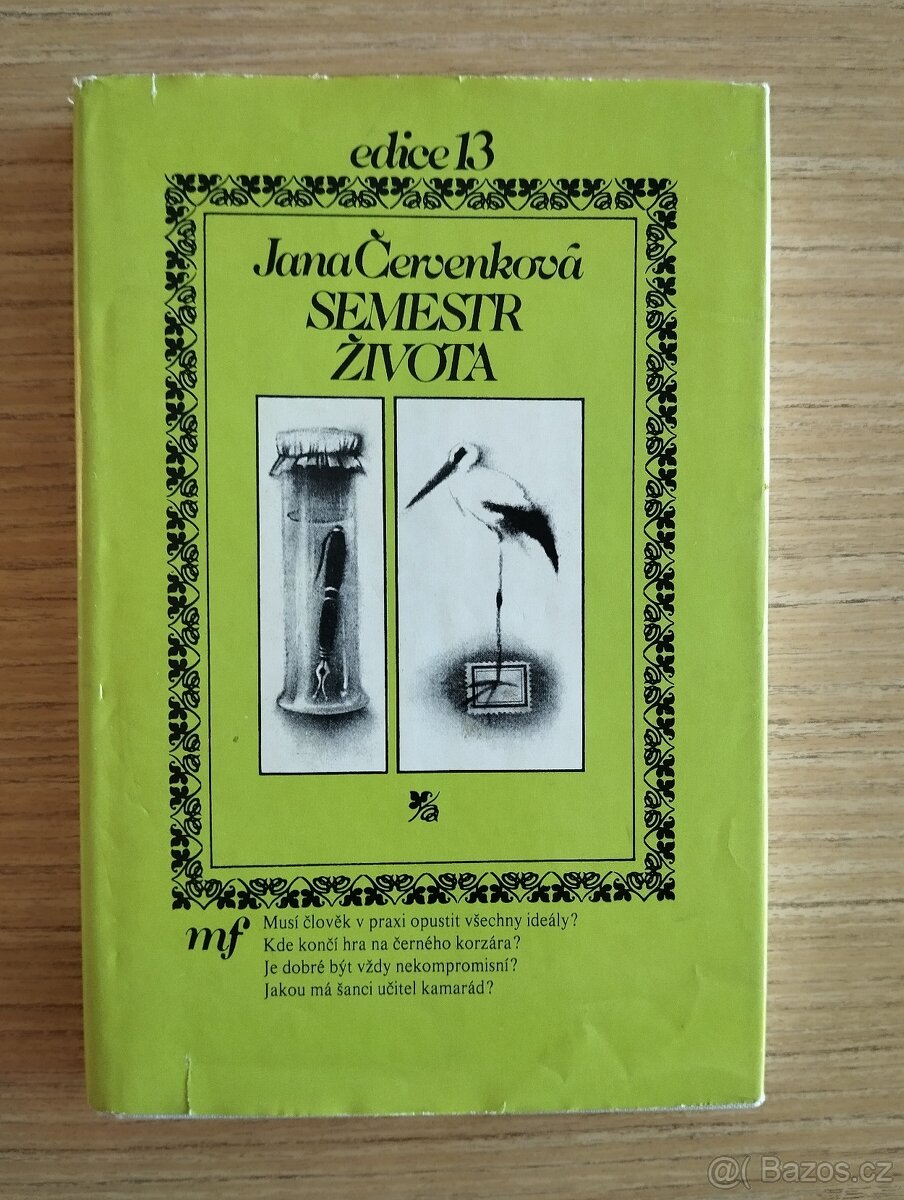 edice 13
Jana Červenková
SEMESTR
ŽIVOTA
mf
Musí člověk v praxi opustit všechny ideály?
Kde končí hra na černého korzára?
Je dobré být vždy nekompromisní?
Jakou má šanci učitel kamarád?
@( Bazos.cz